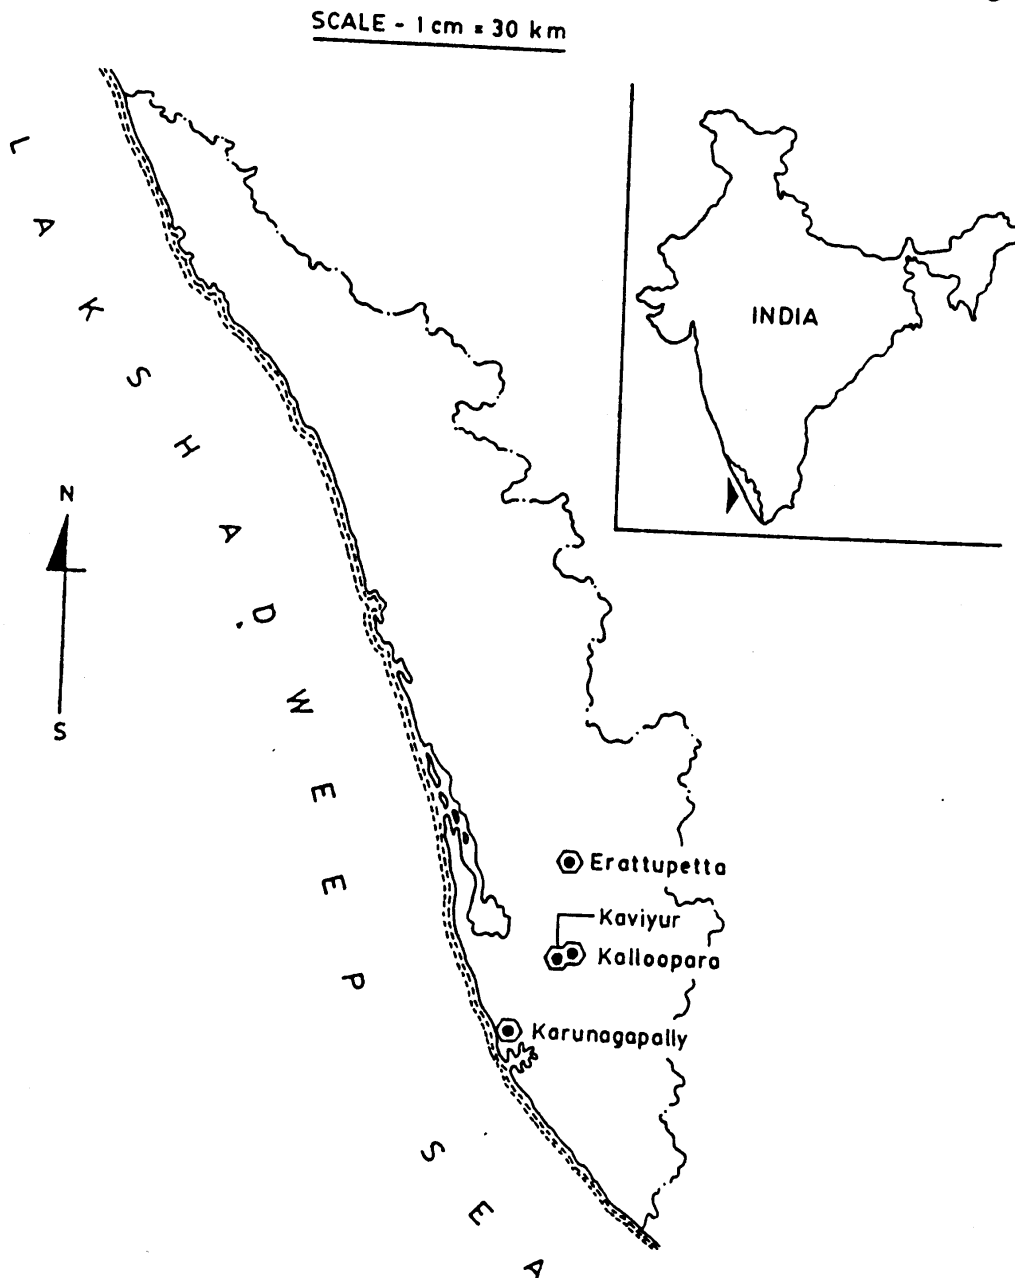 SCALE - 1 cm = 30 km
LAKSHADWEEP SEA
INDIA
N
S
Erattupetta
Kaviyur
Kalloopara
Karunagapally